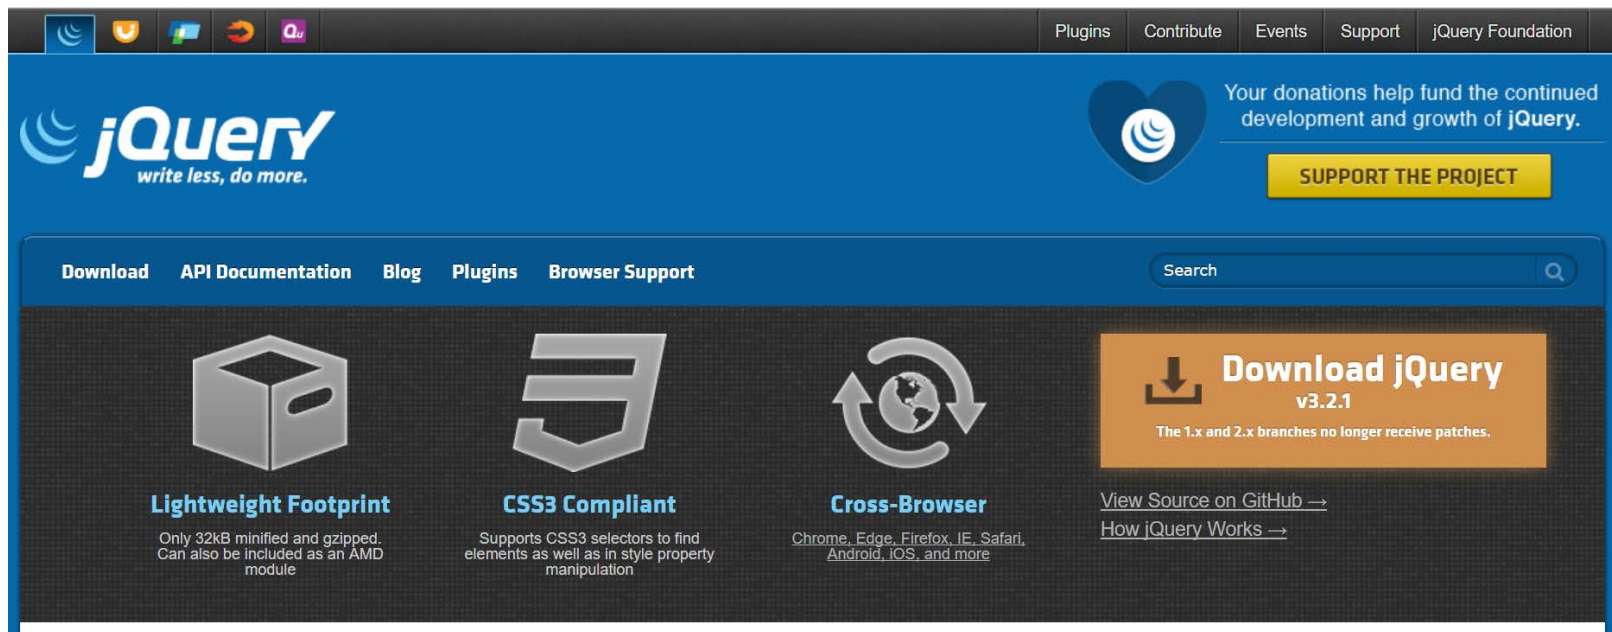 Qu
Plugins
Contribute
Events
Support
jQuery Foundation
jQuery
write less, do more.
Your donations help fund the continued
development and growth of jQuery.
SUPPORT THE PROJECT
Download
API Documentation
Blog
Plugins
Browser Support
Search
Lightweight Footprint
Only 32kB minified and gzipped.
Can also be included as an AMD
module
CSS3 Compliant
Supports CSS3 selectors to find
elements as well as in style property
manipulation
Cross-Browser
Chrome, Edge, Firefox, IE, Safari,
Android, iOS, and more
Download jQuery
v3.2.1
The 1.x and 2.x branches no longer receive patches.
View Source on GitHub →
How jQuery Works →